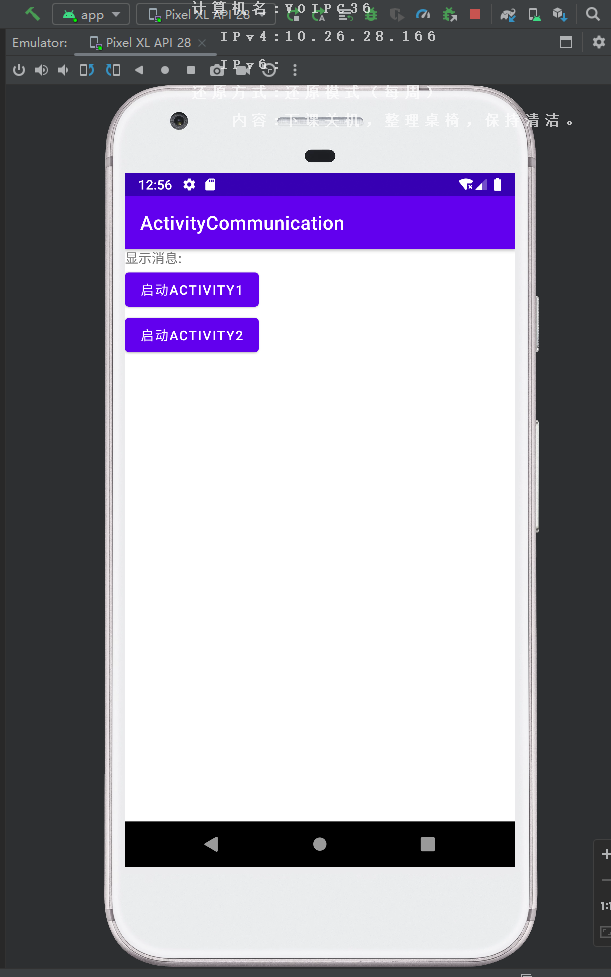 计算机名:VOIPC36
app
Pixel XL API 28
IPv4:10.26.28.166
Emulator:
Pixel XL API 28
IPv6:
还原方式:还原模式(每周)
内容:下课关机，整理桌椅，保持清洁。
12:56
ActivityCommunication
显示消息:
启动ACTIVITY1
启动ACTIVITY2
1:1